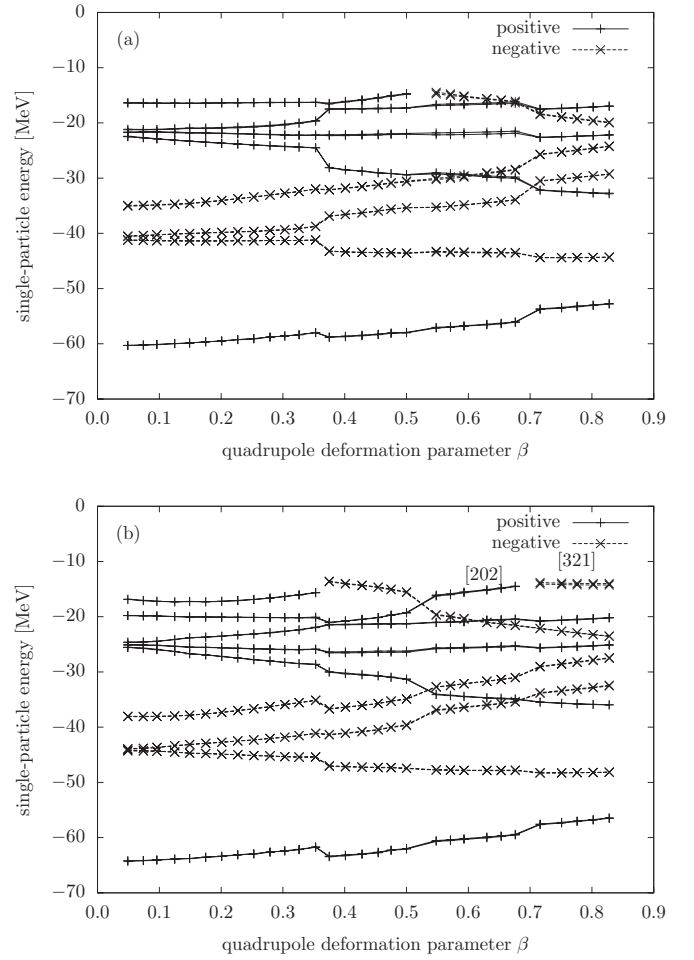 (a)
positive
negative
0
−10
−20
−30
−40
−50
−60
−70
single-particle energy [MeV]
0.0 0.1 0.2 0.3 0.4 0.5 0.6 0.7 0.8 0.9
quadrupole deformation parameter β
(b)
positive
negative
[202]
[321]
0
−10
−20
−30
−40
−50
−60
−70
single-particle energy [MeV]
0.0 0.1 0.2 0.3 0.4 0.5 0.6 0.7 0.8 0.9
quadrupole deformation parameter β